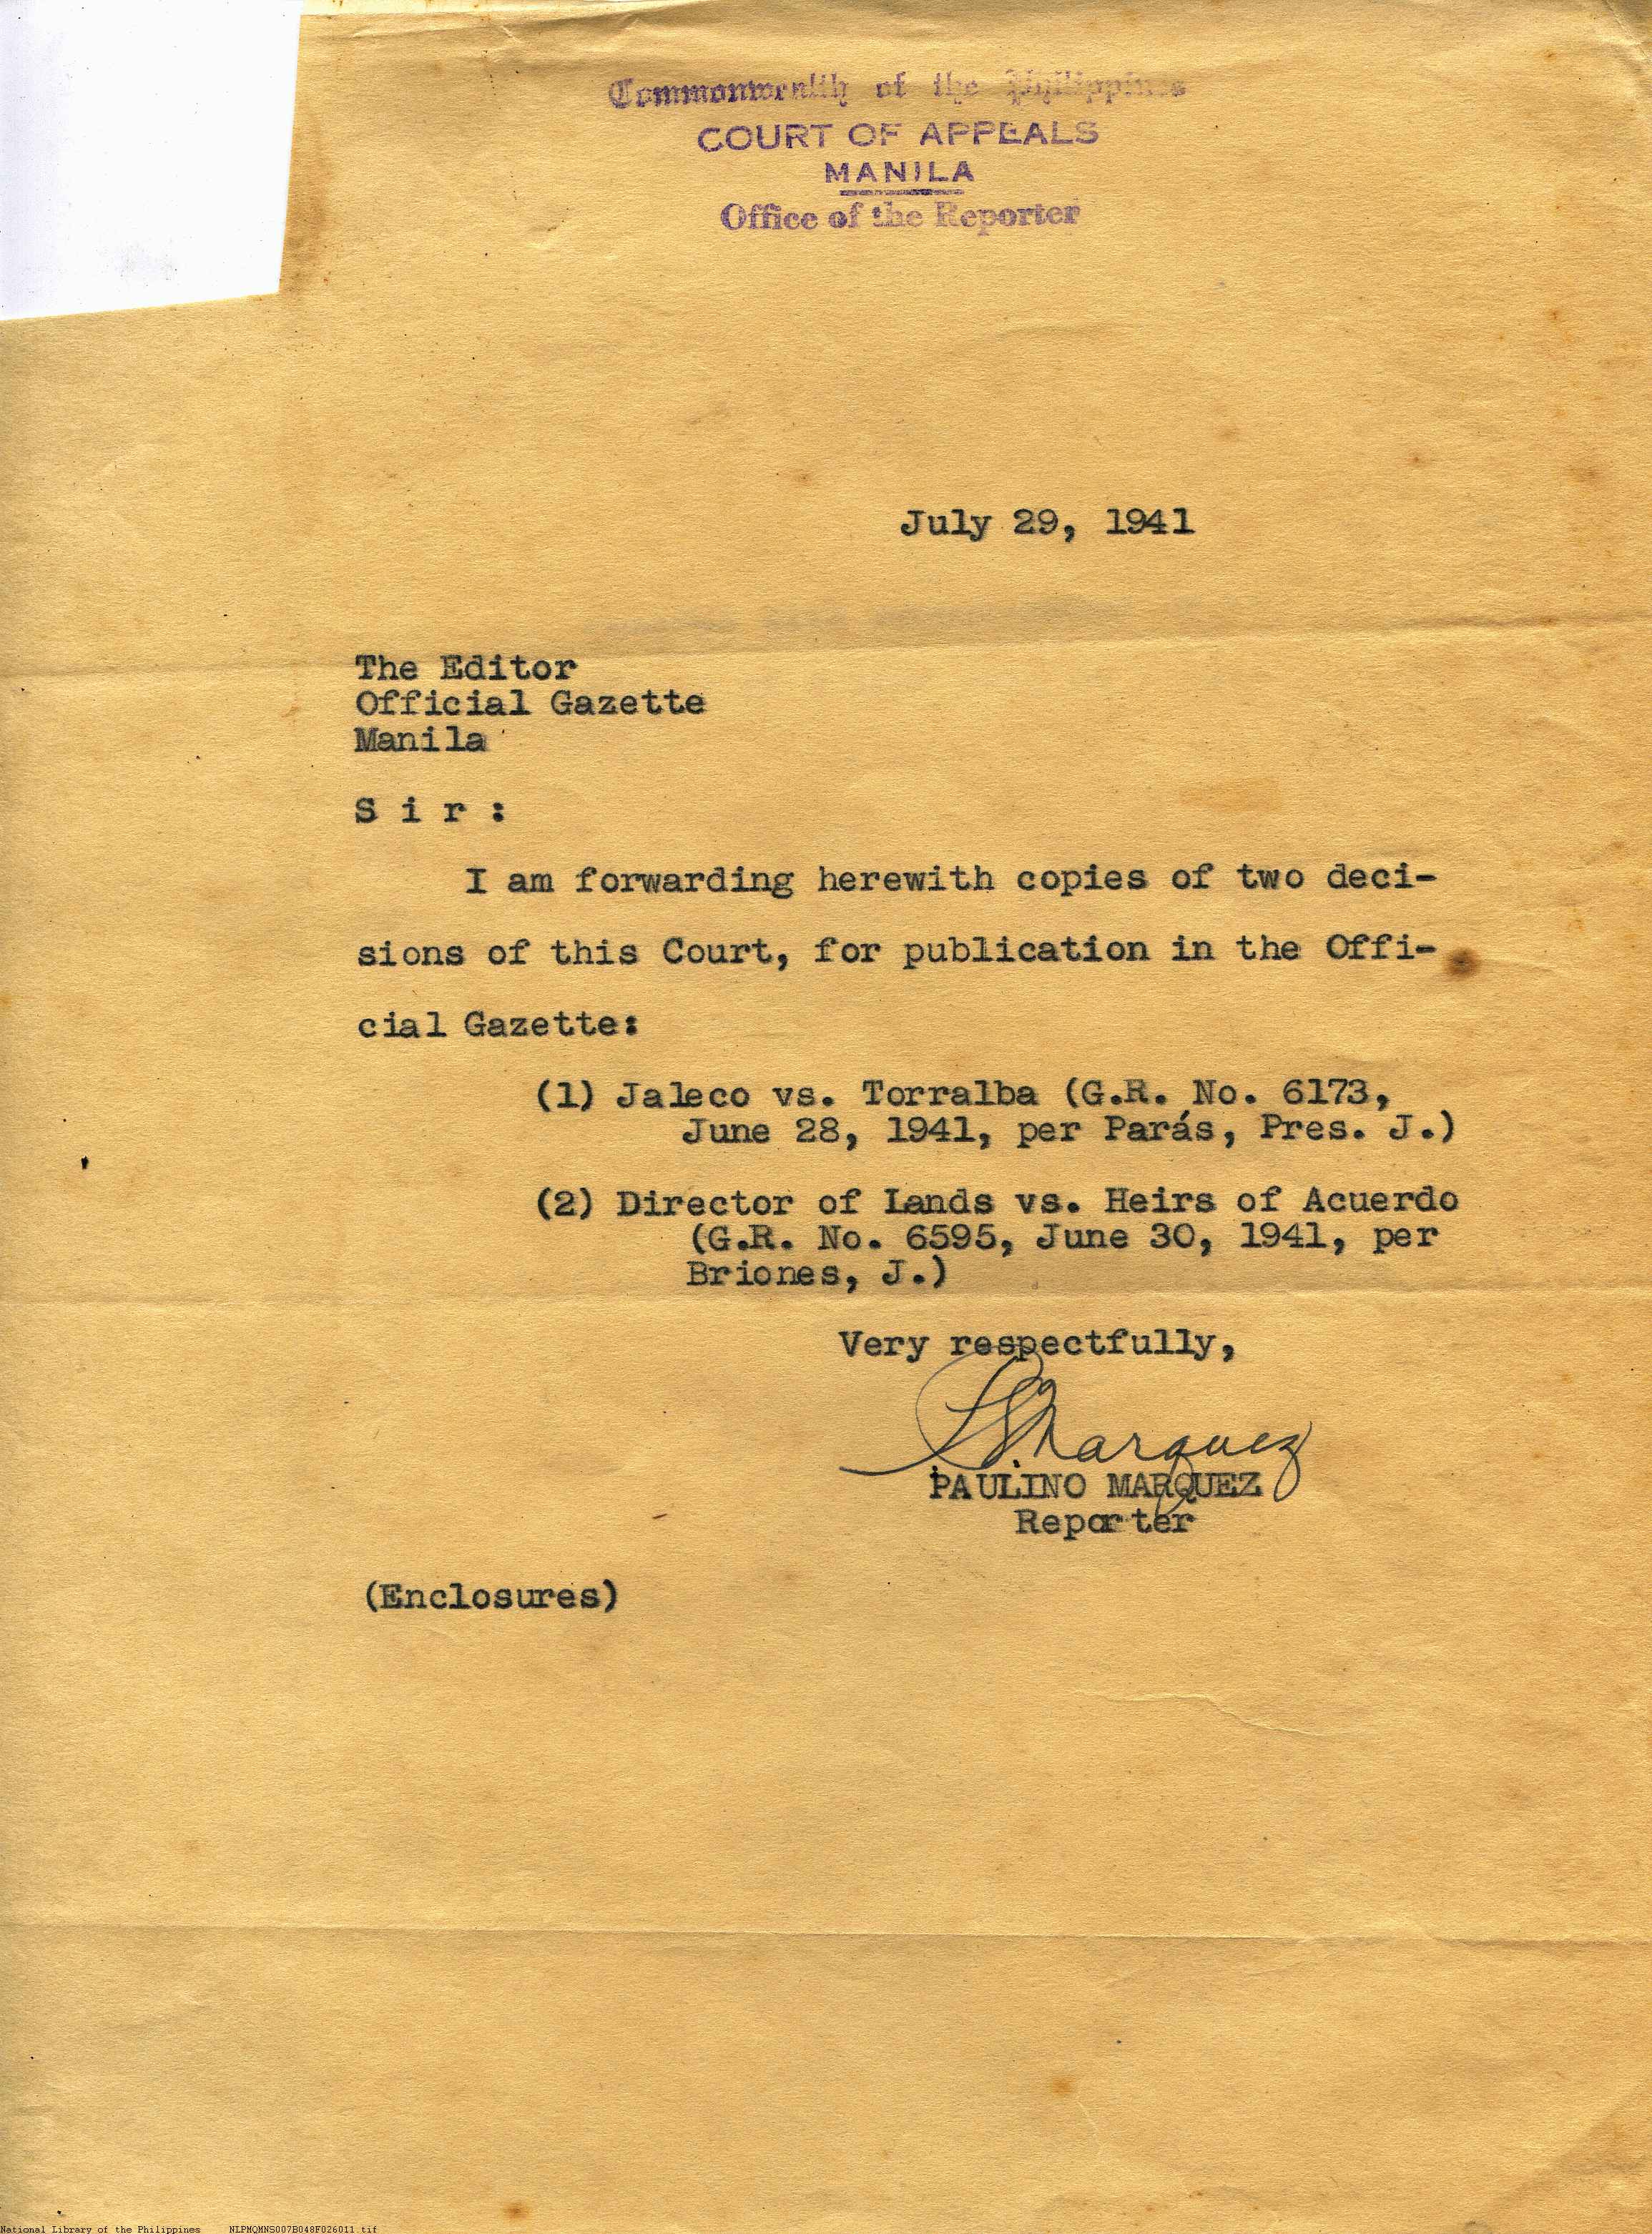 Commonwealth of the Philippines
COURT OF APPEALS
MANILA
Office of the Reporter
July 29, 1941
The Editor
Official Gazette
Manila
S i r :
I am forwarding herewith copies of two deci-
sions of this Court, for publication in the Offi-
cial Gazette:
(1) Jaleco vs. Torralba (G.R. No. 6173,
June 28, 1941, per Parás, Pres. J.)
(2) Director of Lands vs. Heirs of Acuerdo
(G.R. No. 6595, June 30, 1941, per
Briones, J.)
Very respectfully,
PMarquez
PAULINO MARQUEZ
Reporter
(Enclosures)
National Library of the Philippines NLPMQMNS007B048F026011.tif